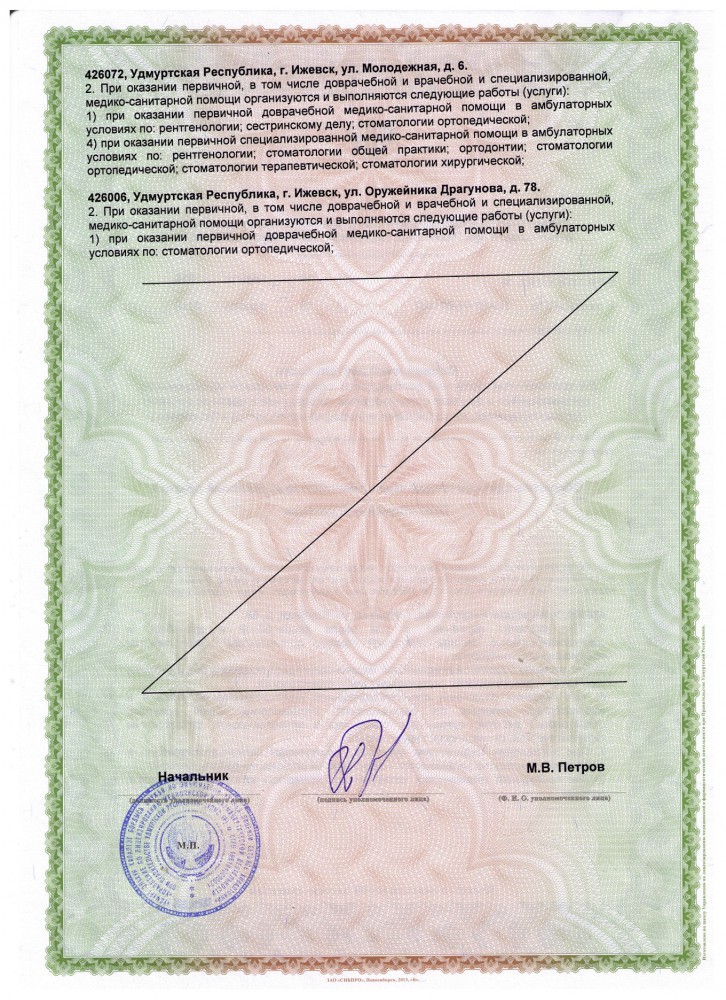 426072, Удмуртская Республика, г. Ижевск, ул. Молодежная, д. 6.
2. При оказании первичной, в том числе доврачебной и врачебной и специализированной,
медико-санитарной помощи организуются и выполняются следующие работы (услуги):
1) при оказании первичной доврачебной медико-санитарной помощи в амбулаторных
условиях по: рентгенологии; сестринскому делу; стоматологии ортопедической;
4) при оказании первичной специализированной медико-санитарной помощи в амбулаторных
условиях по: рентгенологии; стоматологии общей практики; ортодонтии; стоматологии
ортопедической; стоматологии терапевтической; стоматологии хирургической;
426006, Удмуртская Республика, г. Ижевск, ул. Оружейника Драгунова, д. 78.
2. При оказании первичной, в том числе доврачебной и врачебной и специализированной,
медико-санитарной помощи организуются и выполняются следующие работы (услуги):
1) при оказании первичной доврачебной медико-санитарной помощи в амбулаторных
условиях по: стоматологии ортопедической;
Начальник
М.В. Петров
(должность уполномоченного лица)
(подпись уполномоченного лица)
(Ф. И. О. уполномоченного лица)
М.П.